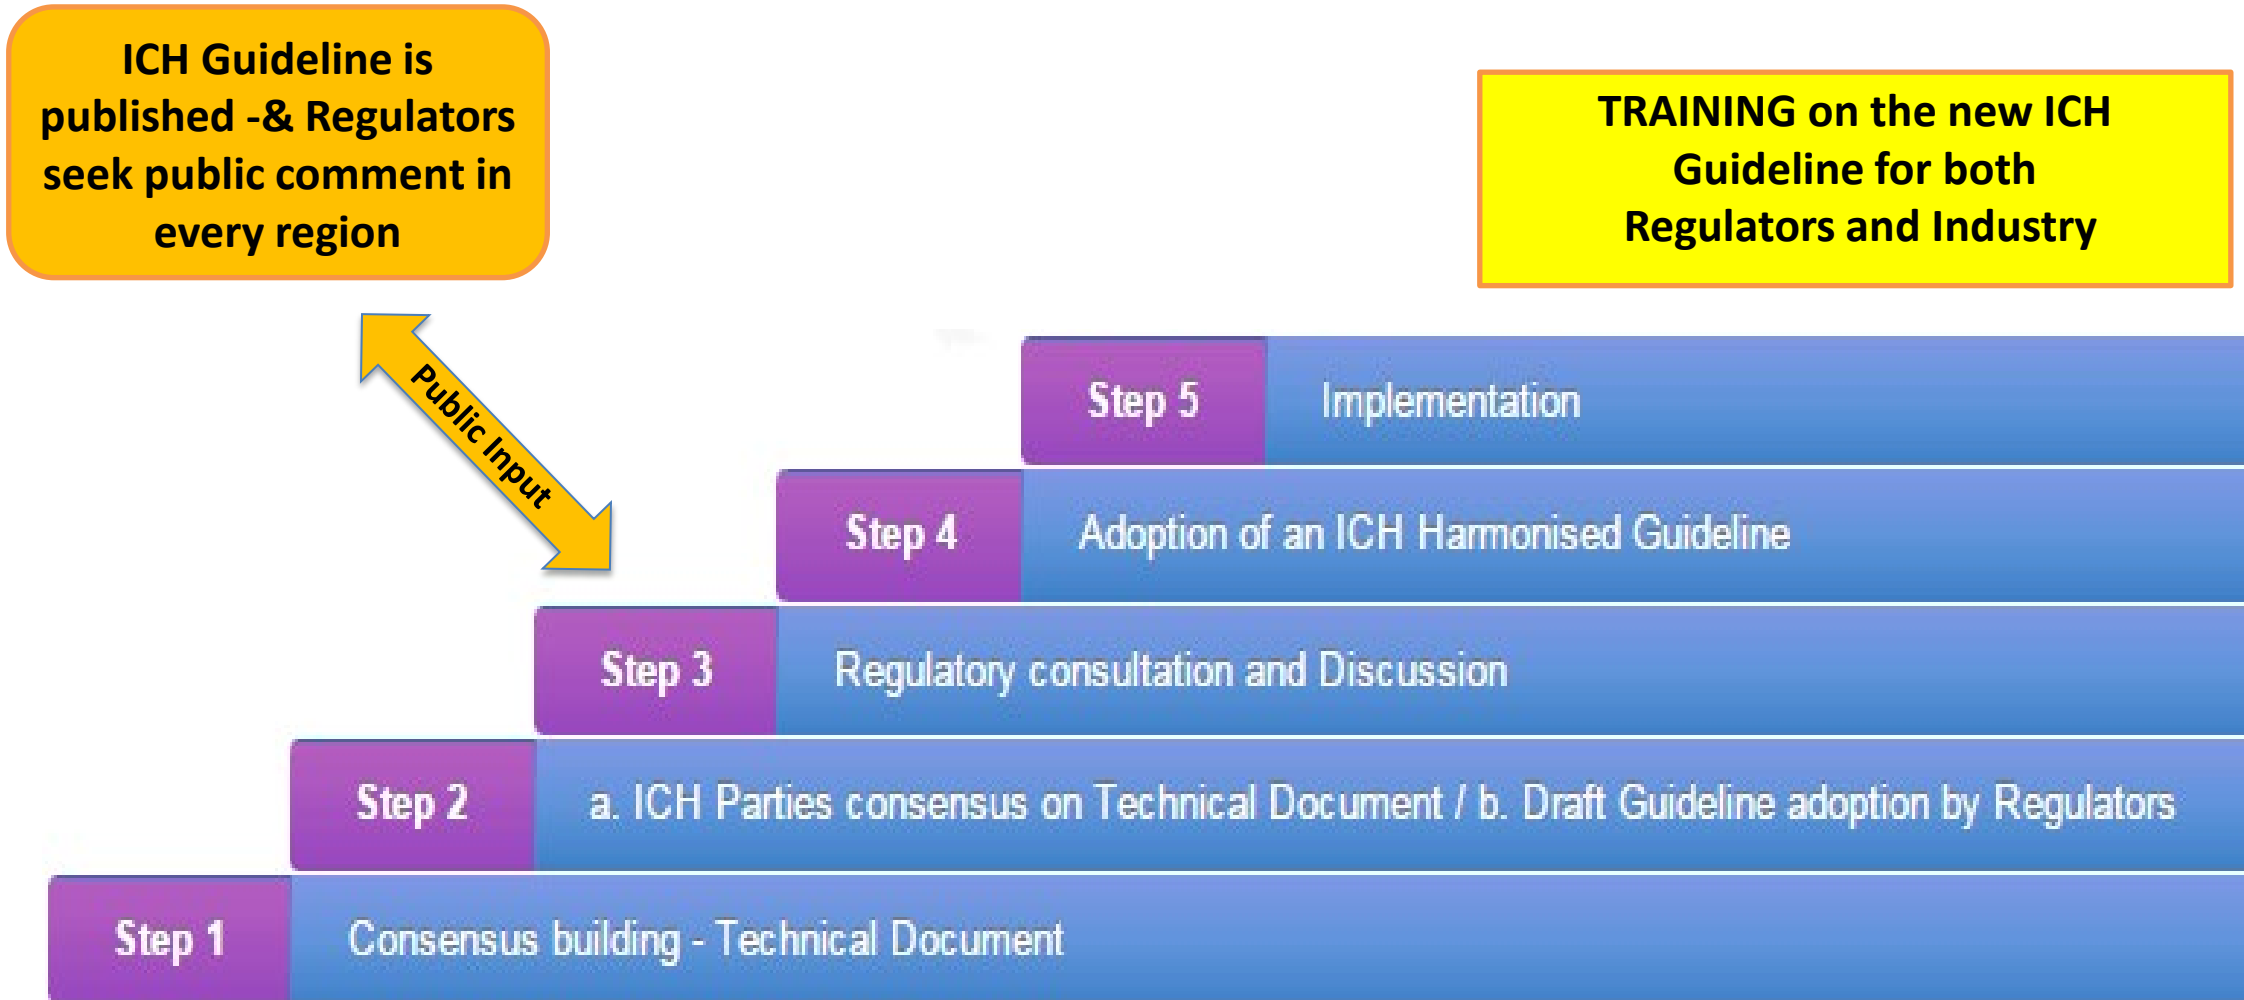 ICH Guideline is
published -& Regulators
seek public comment in
every region
TRAINING on the new ICH
Guideline for both
Regulators and Industry
Public Input
Step 5 Implementation
Step 4 Adoption of an ICH Harmonised Guideline
Step 3 Regulatory consultation and Discussion
Step 2 a. ICH Parties consensus on Technical Document / b. Draft Guideline adoption by Regulators
Step 1 Consensus building - Technical Document